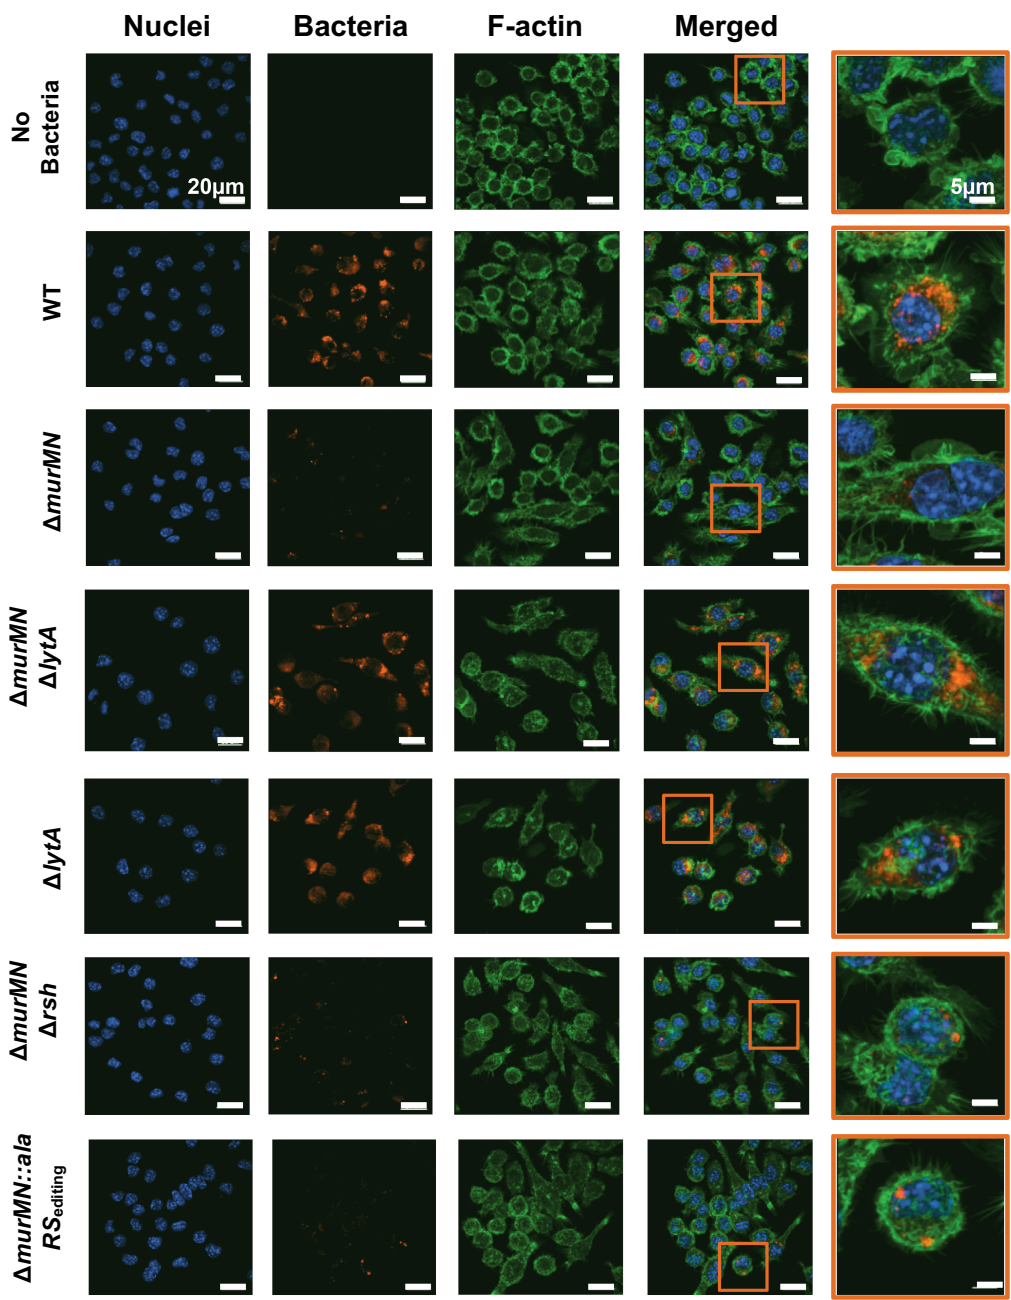 Nuclei Bacteria F-actin Merged
No
Bacteria
20µm
5µm
WT
ΔmurMN
ΔmurMN
ΔlytA
ΔlytA
ΔmurMN
Δrsh
ΔmurMN::ala
RSediting